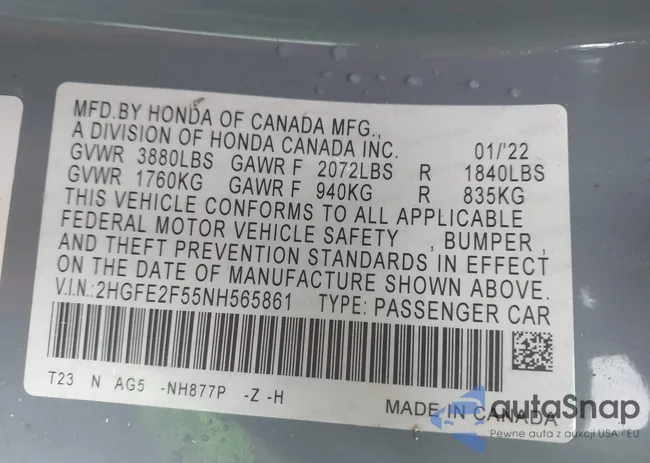 MFD.BY HONDA OF CANADA MFG.,
A DIVISION OF HONDA CANADA INC. 01/'22
GVWR 3880LBS GAWR F 2072LBS R 1840LBS
GVWR 1760KG GAWR F 940KG R 835KG
THIS VEHICLE CONFORMS TO ALL APPLICABLE
FEDERAL MOTOR VEHICLE SAFETY , BUMPER ,
AND THEFT PREVENTION STANDARDS IN EFFECT
ON THE DATE OF MANUFACTURE SHOWN ABOVE.
V.I.N.:2HGFE2F55NH565861 TYPE: PASSENGER CAR
T23 N AG5 -NH877P -Z -H
MADE IN CANADA
autoSnap
Pewne auta z aukcji USA i EU